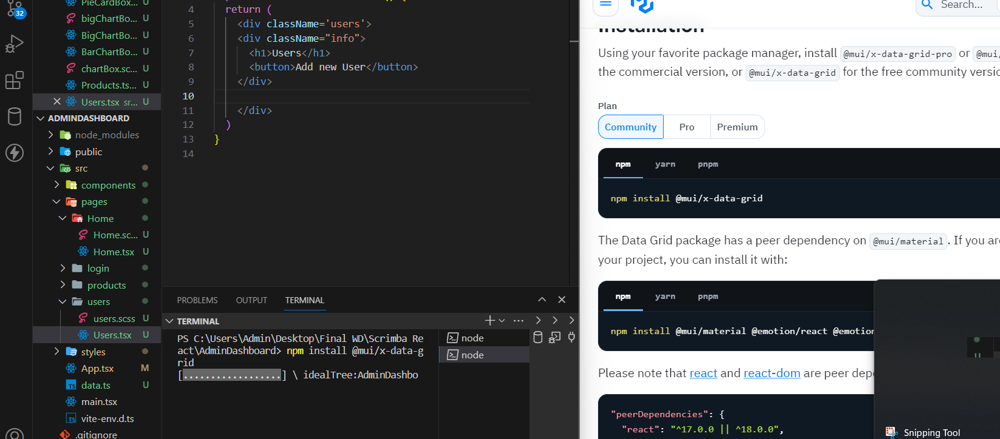 32
PieCardBox... U
bigChartBo... U
BigChartBo... U
BarChartBo... U
chartBox.sc... U
Products.ts... U
Users.tsx sr... U
ADMINDASHBOARD
node_modules
public
src
components
pages
Home
Home.sc... U
Home.tsx U
login
products
users
users.scss U
Users.tsx U
styles
App.tsx M
data.ts U
main.tsx
vite-env.d.ts
.gitignore
4 return (
5 <div className='users'>
6 <div className="info">
7 <h1>Users</h1>
8 <button>Add new User</button>
9 </div>
10
11 </div>
12 )
13 }
14
PROBLEMS OUTPUT TERMINAL
TERMINAL
PS C:\Users\Admin\Desktop\Final WD\Scrimba Re
act\AdminDashboard> npm install @mui/x-data-g
rid
[..................] \ idealTree:AdminDashbo
node
node
Search...
Installation
Using your favorite package manager, install @mui/x-data-grid-pro or @mui/
the commercial version, or @mui/x-data-grid for the free community versio
Plan
Community Pro Premium
npm yarn pnpm
npm install @mui/x-data-grid
The Data Grid package has a peer dependency on @mui/material. If you are
your project, you can install it with:
npm yarn pnpm
npm install @mui/material @emotion/react @emotion
Please note that react and react-dom are peer depe
"peerDependencies": {
"react": "^17.0.0 || ^18.0.0",
Snipping Tool